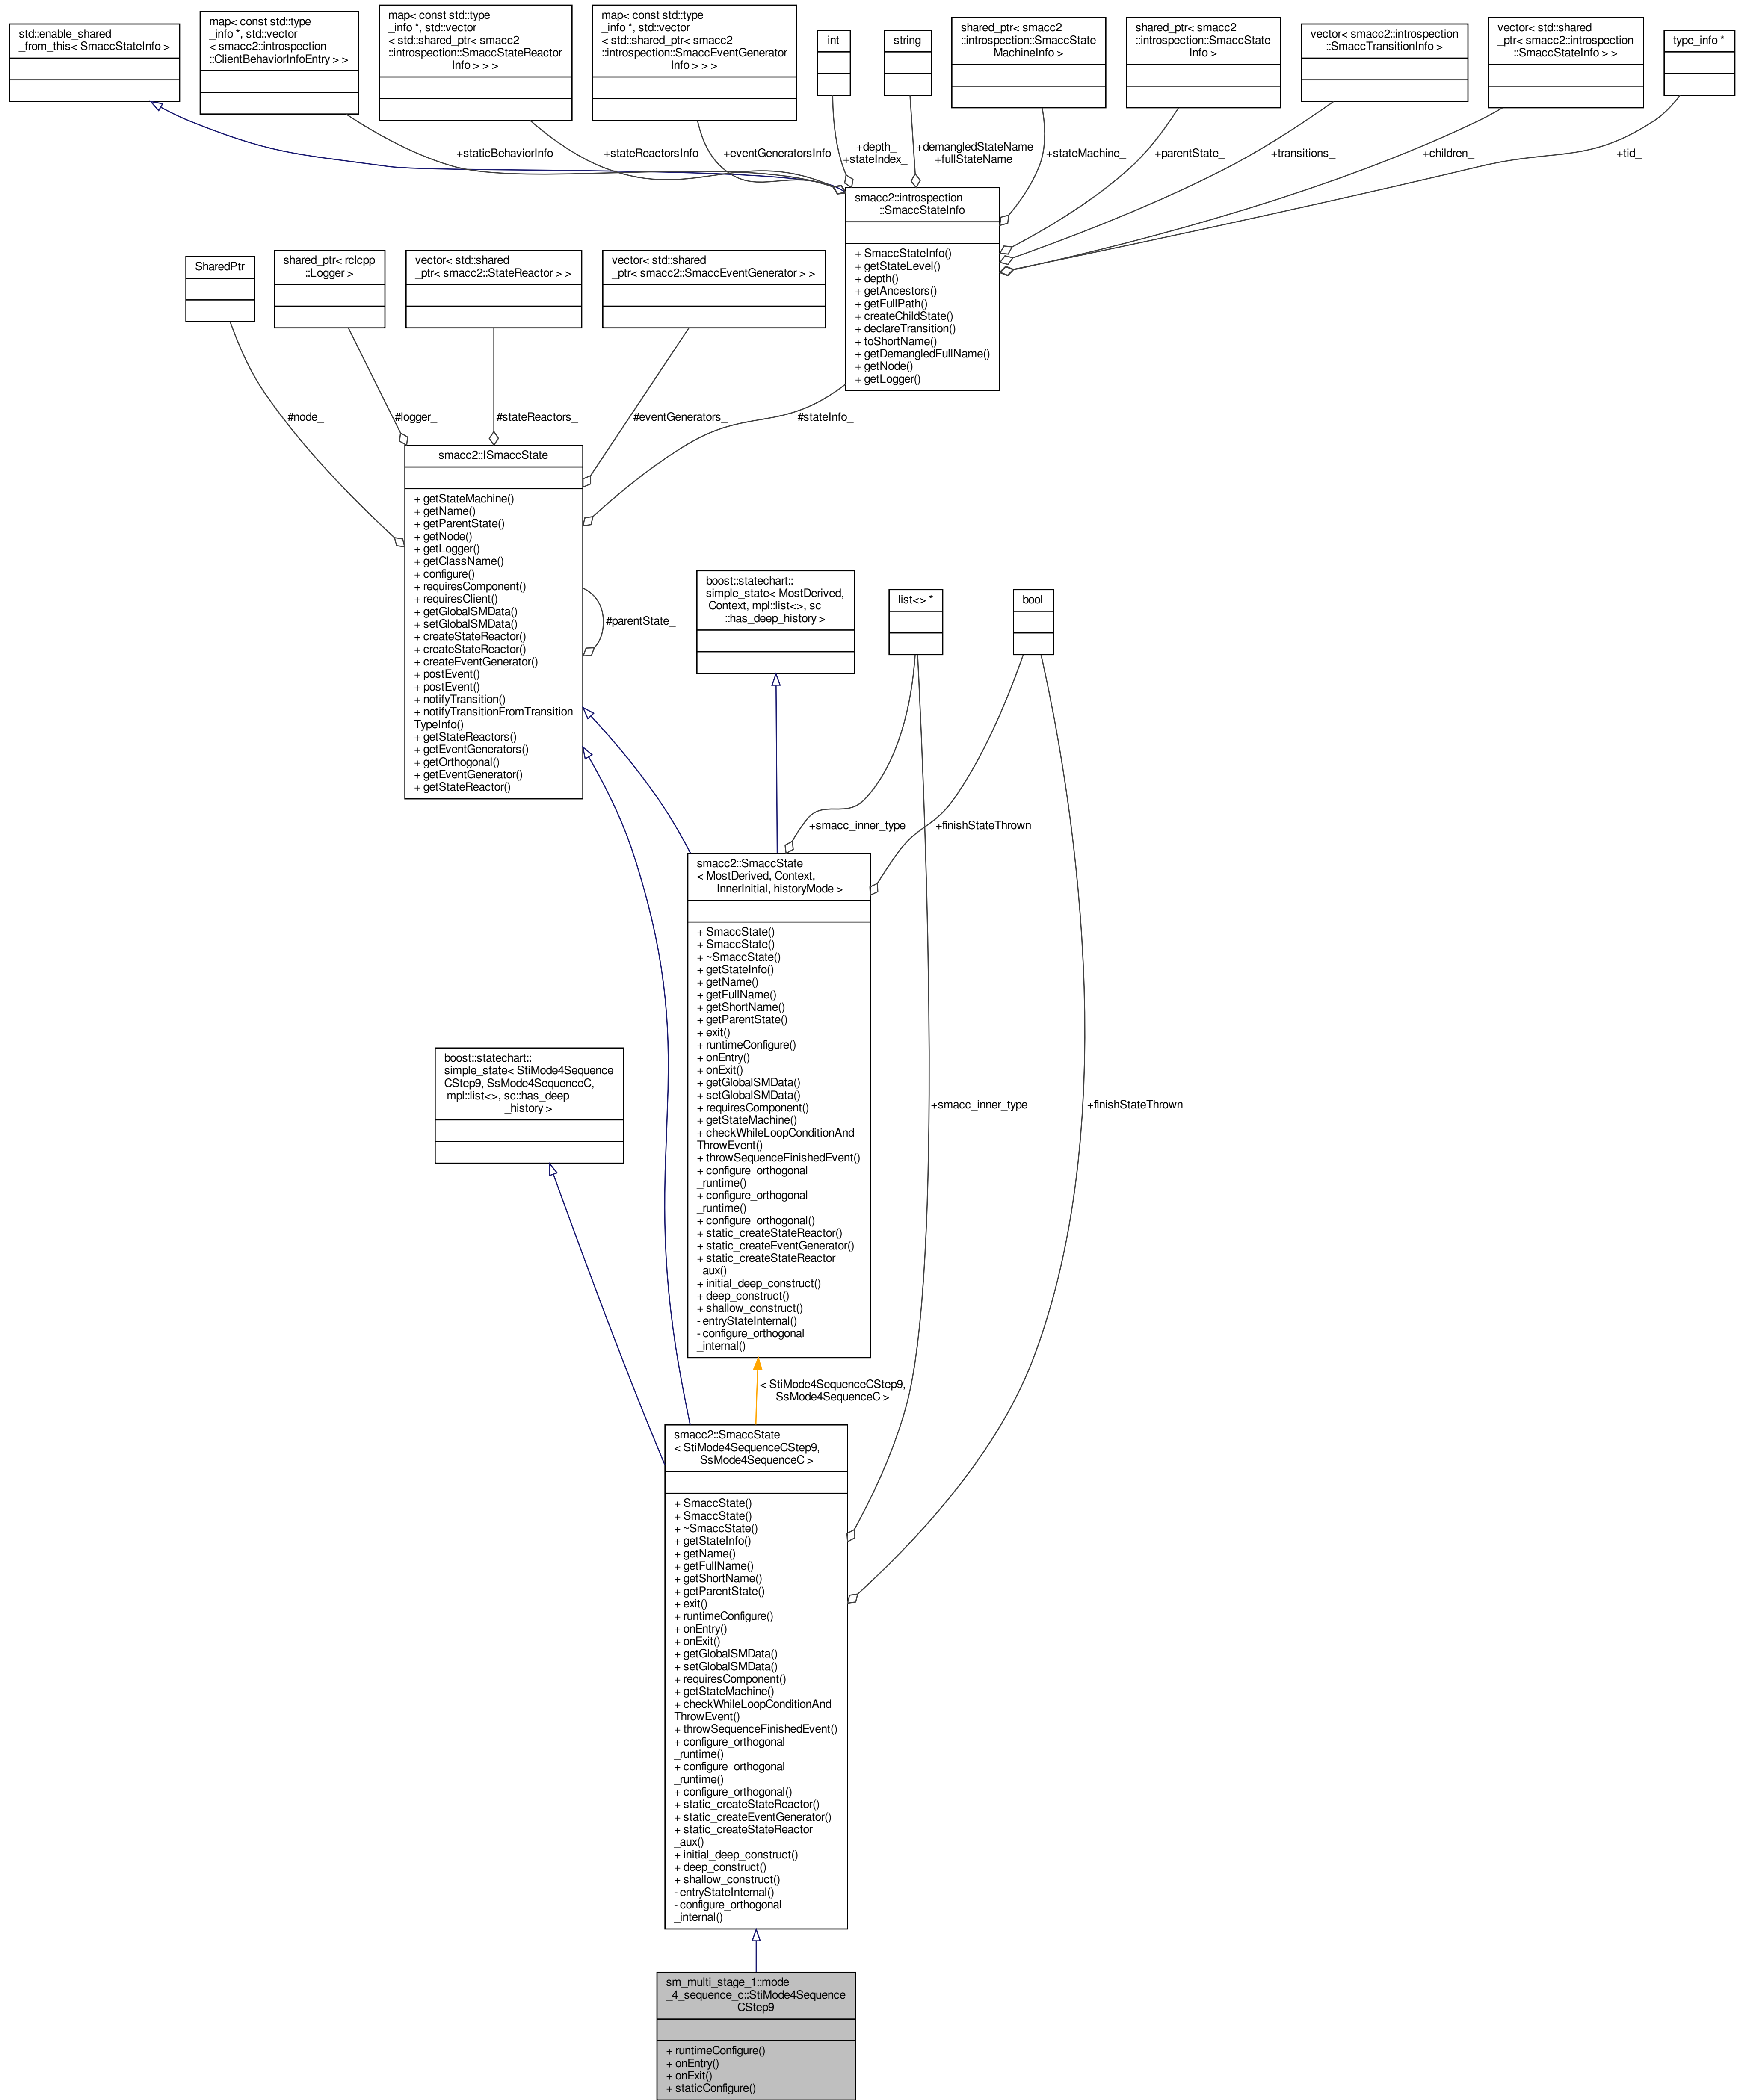 std::enable_shared
_from_this< SmaccStateInfo >
map< const std::type
_info *, std::vector
< smacc2::introspection
::ClientBehaviorInfoEntry > >
map< const std::type
_info *, std::vector
< std::shared_ptr< smacc2
::introspection::SmaccStateReactor
Info > > >
map< const std::type
_info *, std::vector
< std::shared_ptr< smacc2
::introspection::SmaccEventGenerator
Info > > >
int
string
shared_ptr< smacc2
::introspection::SmaccState
MachineInfo >
shared_ptr< smacc2
::introspection::SmaccState
Info >
vector< smacc2::introspection
::SmaccTransitionInfo >
vector< std::shared
_ptr< smacc2::introspection
::SmaccStateInfo > >
type_info *
+staticBehaviorInfo
+stateReactorsInfo
+eventGeneratorsInfo
+depth_
+stateIndex_
+demangledStateName
+fullStateName
+stateMachine_
+parentState_
+transitions_
+children_
+tid_
smacc2::introspection
::SmaccStateInfo
+ SmaccStateInfo()
+ getStateLevel()
+ depth()
+ getAncestors()
+ getFullPath()
+ createChildState()
+ declareTransition()
+ toShortName()
+ getDemangledFullName()
+ getNode()
+ getLogger()
SharedPtr
shared_ptr< rclcpp
::Logger >
vector< std::shared
_ptr< smacc2::StateReactor > >
vector< std::shared
_ptr< smacc2::SmaccEventGenerator > >
#node_
#logger_
#stateReactors_
#eventGenerators_
#stateInfo_
smacc2::ISmaccState
+ getStateMachine()
+ getName()
+ getParentState()
+ getNode()
+ getLogger()
+ getClassName()
+ configure()
+ requiresComponent()
+ requiresClient()
+ getGlobalSMData()
+ setGlobalSMData()
+ createStateReactor()
+ createStateReactor()
+ createEventGenerator()
+ postEvent()
+ postEvent()
+ notifyTransition()
+ notifyTransitionFromTransition
TypeInfo()
+ getStateReactors()
+ getEventGenerators()
+ getOrthogonal()
+ getEventGenerator()
+ getStateReactor()
#parentState_
boost::statechart::
simple_state< MostDerived,
Context, mpl::list<>, sc
::has_deep_history >
list<> *
bool
+smacc_inner_type
+finishStateThrown
smacc2::SmaccState
< MostDerived, Context,
InnerInitial, historyMode >
+ SmaccState()
+ SmaccState()
+ ~SmaccState()
+ getStateInfo()
+ getName()
+ getFullName()
+ getShortName()
+ getParentState()
+ exit()
+ runtimeConfigure()
+ onEntry()
+ onExit()
+ getGlobalSMData()
+ setGlobalSMData()
+ requiresComponent()
+ getStateMachine()
+ checkWhileLoopConditionAnd
ThrowEvent()
+ throwSequenceFinishedEvent()
+ configure_orthogonal
_runtime()
+ configure_orthogonal
_runtime()
+ configure_orthogonal()
+ static_createStateReactor()
+ static_createEventGenerator()
+ static_createStateReactor
_aux()
+ initial_deep_construct()
+ deep_construct()
+ shallow_construct()
- entryStateInternal()
- configure_orthogonal
_internal()
boost::statechart::
simple_state< StiMode4Sequence
CStep9, SsMode4SequenceC,
mpl::list<>, sc::has_deep
_history >
+smacc_inner_type
+finishStateThrown
< StiMode4SequenceCStep9,
SsMode4SequenceC >
smacc2::SmaccState
< StiMode4SequenceCStep9,
SsMode4SequenceC >
+ SmaccState()
+ SmaccState()
+ ~SmaccState()
+ getStateInfo()
+ getName()
+ getFullName()
+ getShortName()
+ getParentState()
+ exit()
+ runtimeConfigure()
+ onEntry()
+ onExit()
+ getGlobalSMData()
+ setGlobalSMData()
+ requiresComponent()
+ getStateMachine()
+ checkWhileLoopConditionAnd
ThrowEvent()
+ throwSequenceFinishedEvent()
+ configure_orthogonal
_runtime()
+ configure_orthogonal
_runtime()
+ configure_orthogonal()
+ static_createStateReactor()
+ static_createEventGenerator()
+ static_createStateReactor
_aux()
+ initial_deep_construct()
+ deep_construct()
+ shallow_construct()
- entryStateInternal()
- configure_orthogonal
_internal()
sm_multi_stage_1::mode
_4_sequence_c::StiMode4Sequence
CStep9
+ runtimeConfigure()
+ onEntry()
+ onExit()
+ staticConfigure()